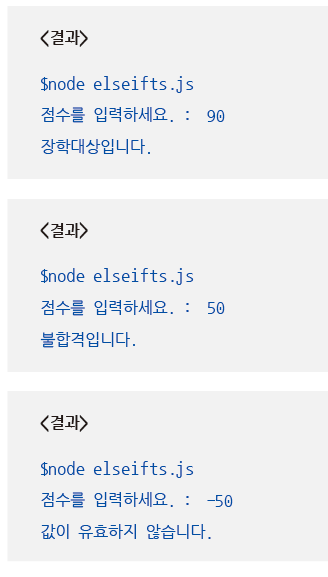 <결과>
$node elseifts.js
점수를 입력하세요. : 90
장학대상입니다.
<결과>
$node elseifts.js
점수를 입력하세요. : 50
불합격입니다.
<결과>
$node elseifts.js
점수를 입력하세요. : -50
값이 유효하지 않습니다.